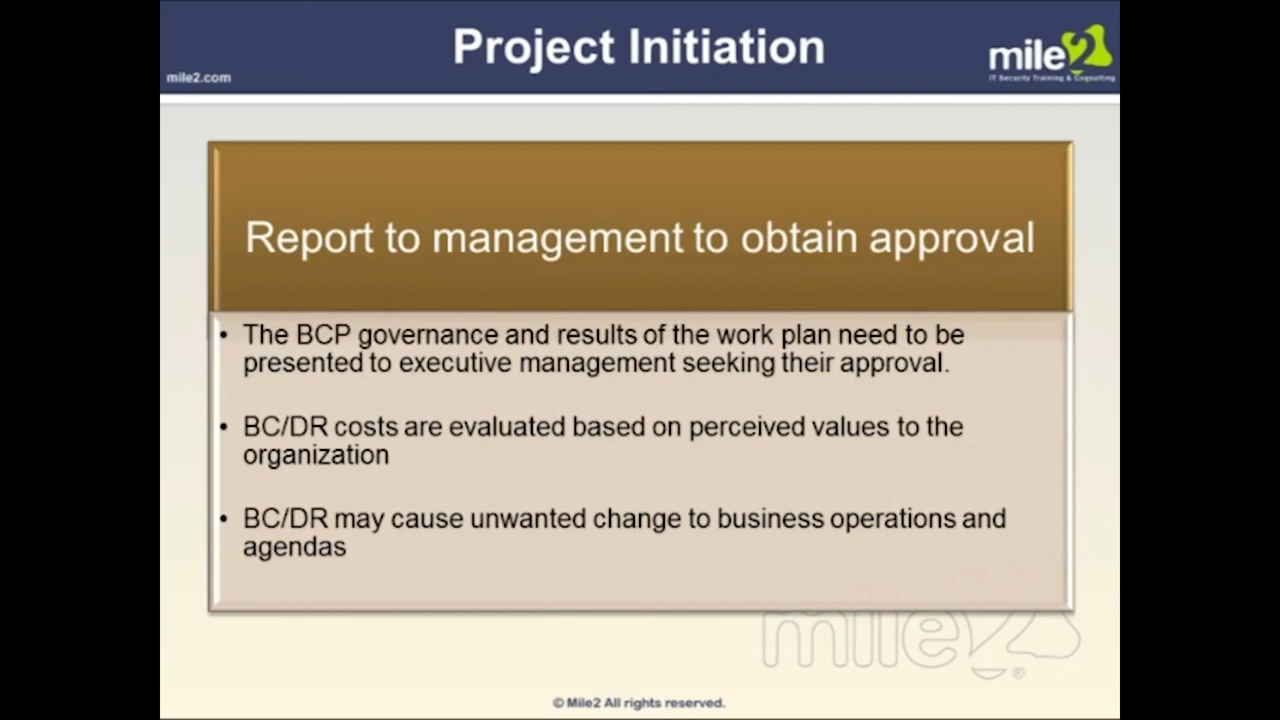 Project Initiation
mile2.com
mile2
IT Security Training & Consulting
Report to management to obtain approval
• The BCP governance and results of the work plan need to be
presented to executive management seeking their approval.
• BC/DR costs are evaluated based on perceived values to the
organization
• BC/DR may cause unwanted change to business operations and
agendas
mile2®
© Mile2 All rights reserved.